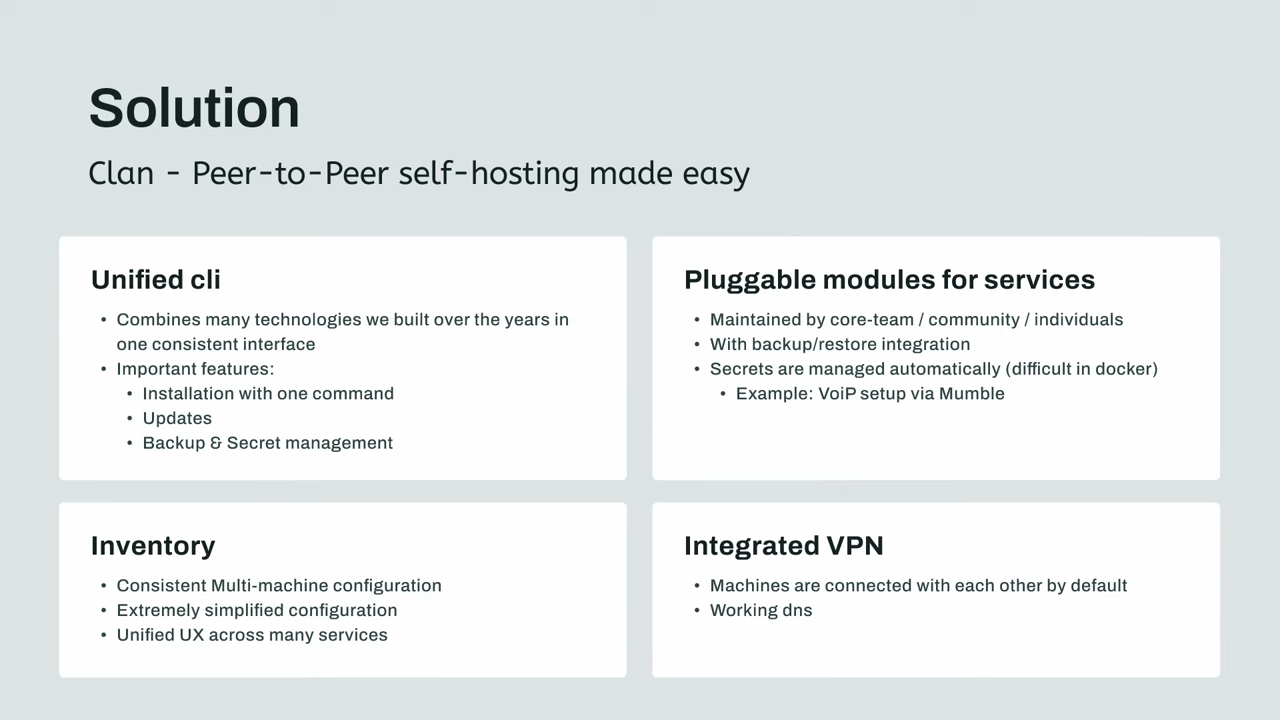 Solution
Clan - Peer-to-Peer self-hosting made easy
Unified cli
• Combines many technologies we built over the years in
one consistent interface
• Important features:
• Installation with one command
• Updates
• Backup & Secret management
Pluggable modules for services
• Maintained by core-team / community / individuals
• With backup/restore integration
• Secrets are managed automatically (difficult in docker)
• Example: VoiP setup via Mumble
Inventory
• Consistent Multi-machine configuration
• Extremely simplified configuration
• Unified UX across many services
Integrated VPN
• Machines are connected with each other by default
• Working dns